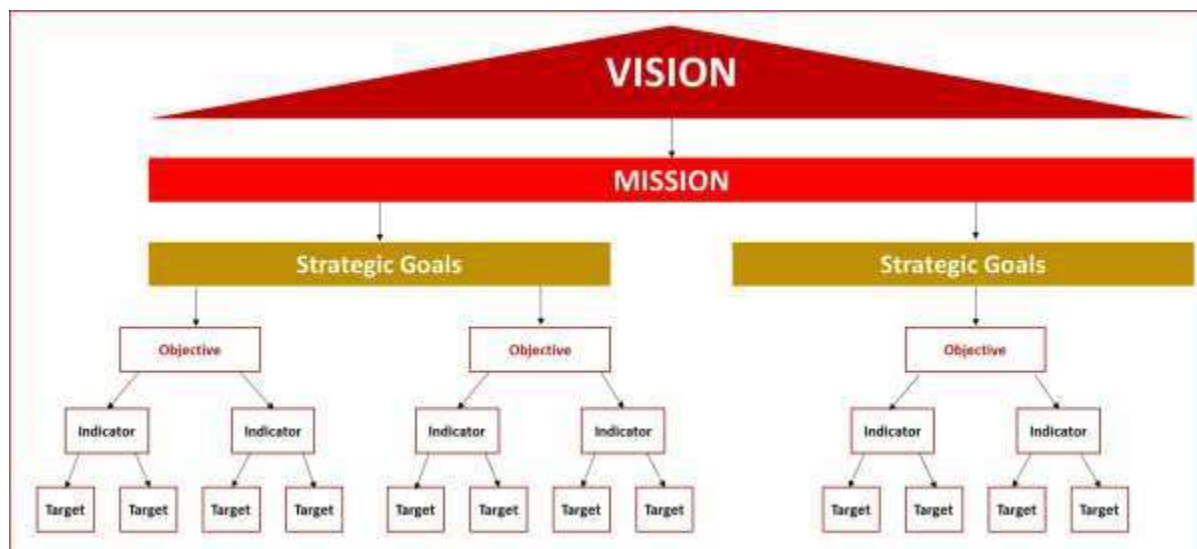 VISION
MISSION
Strategic Goals
Strategic Goals
Objective
Objective
Objective
Indicator
Indicator
Indicator
Indicator
Indicator
Indicator
Target
Target
Target
Target
Target
Target
Target
Target
Target
Target
Target
Target